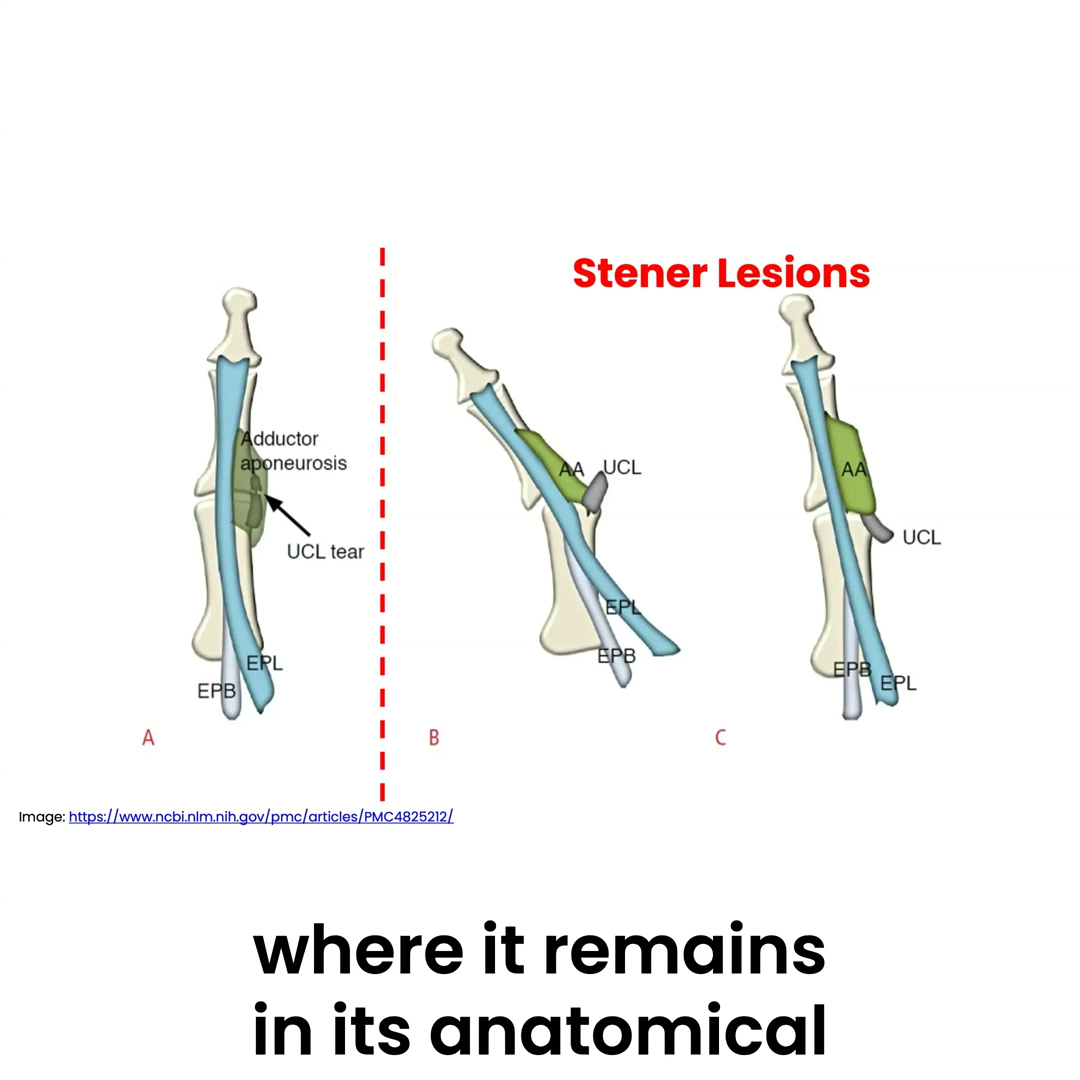 Stener Lesions
Adductor
aponeurosis
UCL tear
EPL
EPB
A
AA
UCL
EPL
EPB
B
AA
UCL
EPB
EPL
C
Image: https://www.ncbi.nlm.nih.gov/pmc/articles/PMC4825212/
where it remains
in its anatomical